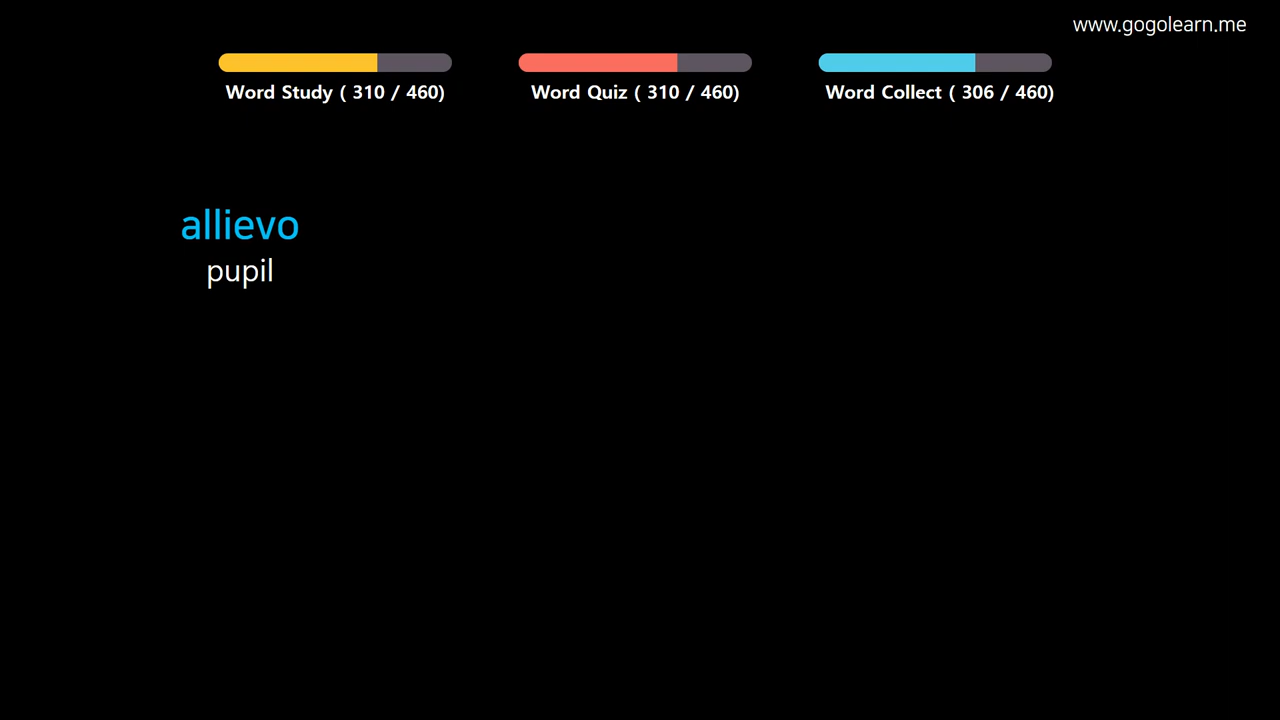 www.gogolearn.me
Word Study ( 310 / 460)
Word Quiz ( 310 / 460)
Word Collect ( 306 / 460)
allievo
pupil